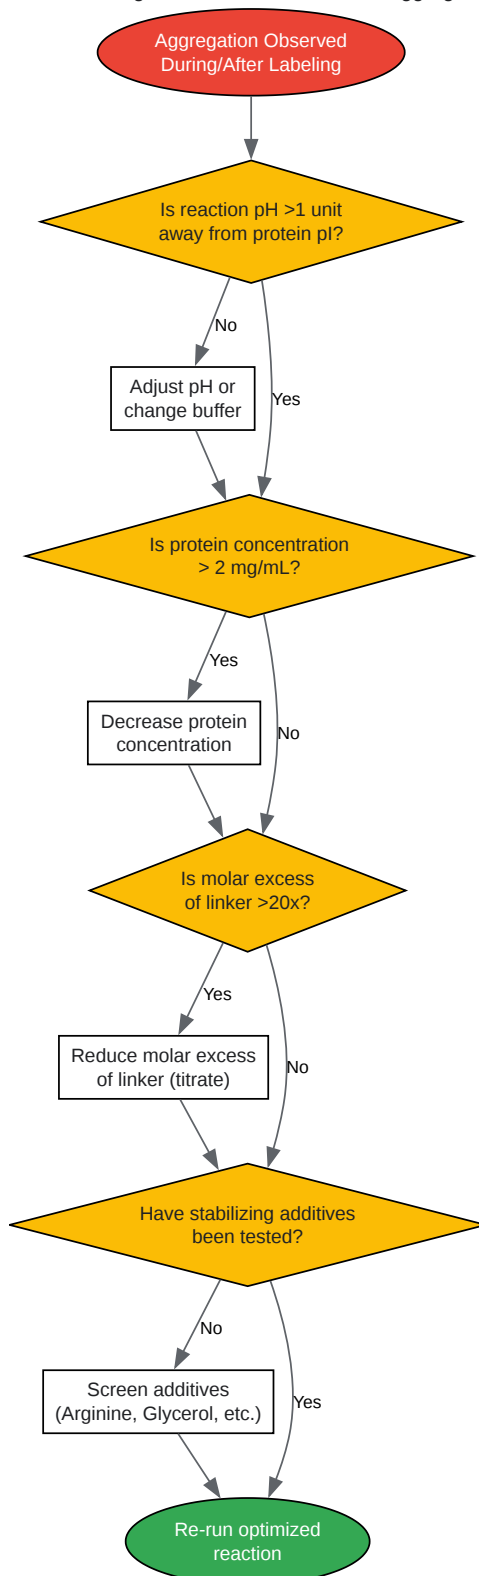 Aggregation Observed
During/After Labeling
Is reaction pH >1 unit
away from protein pI?
No
Yes
Adjust pH or
change buffer
Is protein concentration
> 2 mg/mL?
Yes
No
Decrease protein
concentration
Is molar excess
of linker >20x?
Yes
No
Reduce molar excess
of linker (titrate)
Have stabilizing additives
been tested?
No
Yes
Screen additives
(Arginine, Glycerol, etc.)
Re-run optimized
reaction